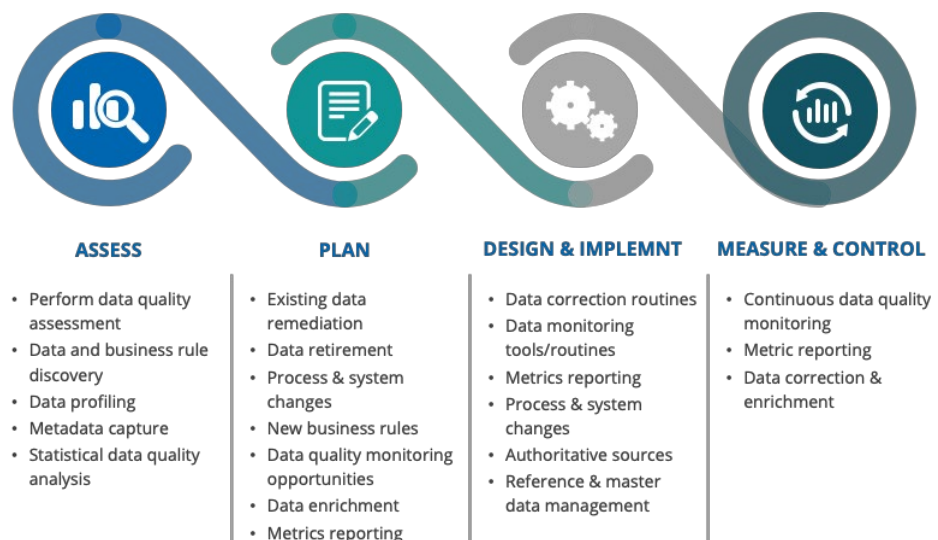 ASSESS
• Perform data quality
assessment
• Data and business rule
discovery
• Data profiling
• Metadata capture
• Statistical data quality
analysis
PLAN
• Existing data
remediation
• Data retirement
• Process & system
changes
• New business rules
• Data quality monitoring
opportunities
• Data enrichment
• Metrics reporting
DESIGN & IMPLEMNT
• Data correction routines
• Data monitoring
tools/routines
• Metrics reporting
• Process & system
changes
• Authoritative sources
• Reference & master
data management
MEASURE & CONTROL
• Continuous data quality
monitoring
• Metric reporting
• Data correction &
enrichment